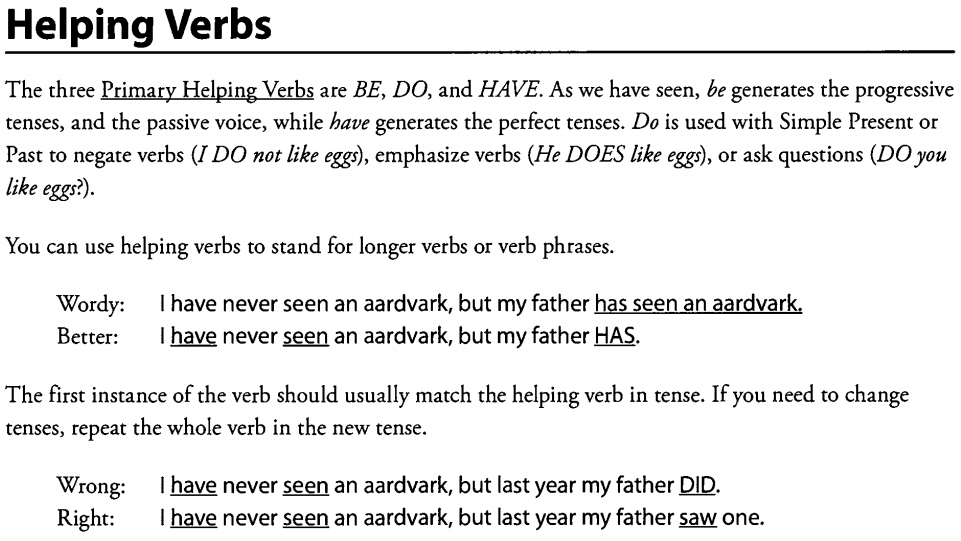 Helping Verbs
The three Primary Helping Verbs are BE, DO, and HAVE. As we have seen, be generates the progressive
tenses, and the passive voice, while have generates the perfect tenses. Do is used with Simple Present or
Past to negate verbs (I DO not like eggs), emphasize verbs (He DOES like eggs), or ask questions (DO you
like eggs?).
You can use helping verbs to stand for longer verbs or verb phrases.
Wordy: I have never seen an aardvark, but my father has seen an aardvark.
Better: I have never seen an aardvark, but my father HAS.
The first instance of the verb should usually match the helping verb in tense. If you need to change
tenses, repeat the whole verb in the new tense.
Wrong: I have never seen an aardvark, but last year my father DID.
Right: I have never seen an aardvark, but last year my father saw one.